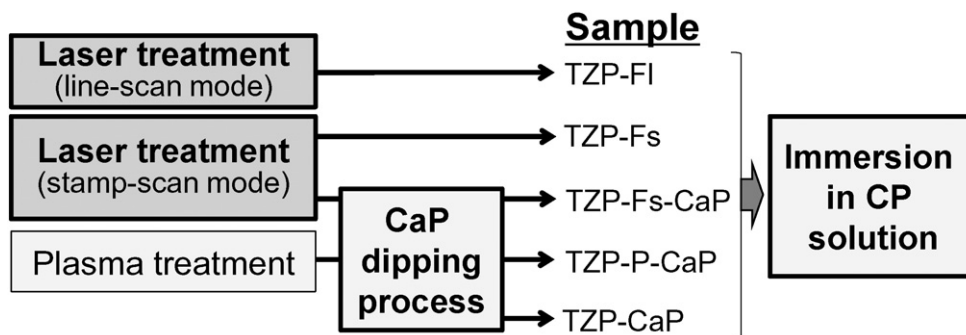 Sample
Laser treatment
(line-scan mode)
TZP-Fl
Laser treatment
(stamp-scan mode)
TZP-Fs
TZP-Fs-CaP
Plasma treatment
CaP
dipping
process
TZP-P-CaP
TZP-CaP
Immersion
in CP
solution